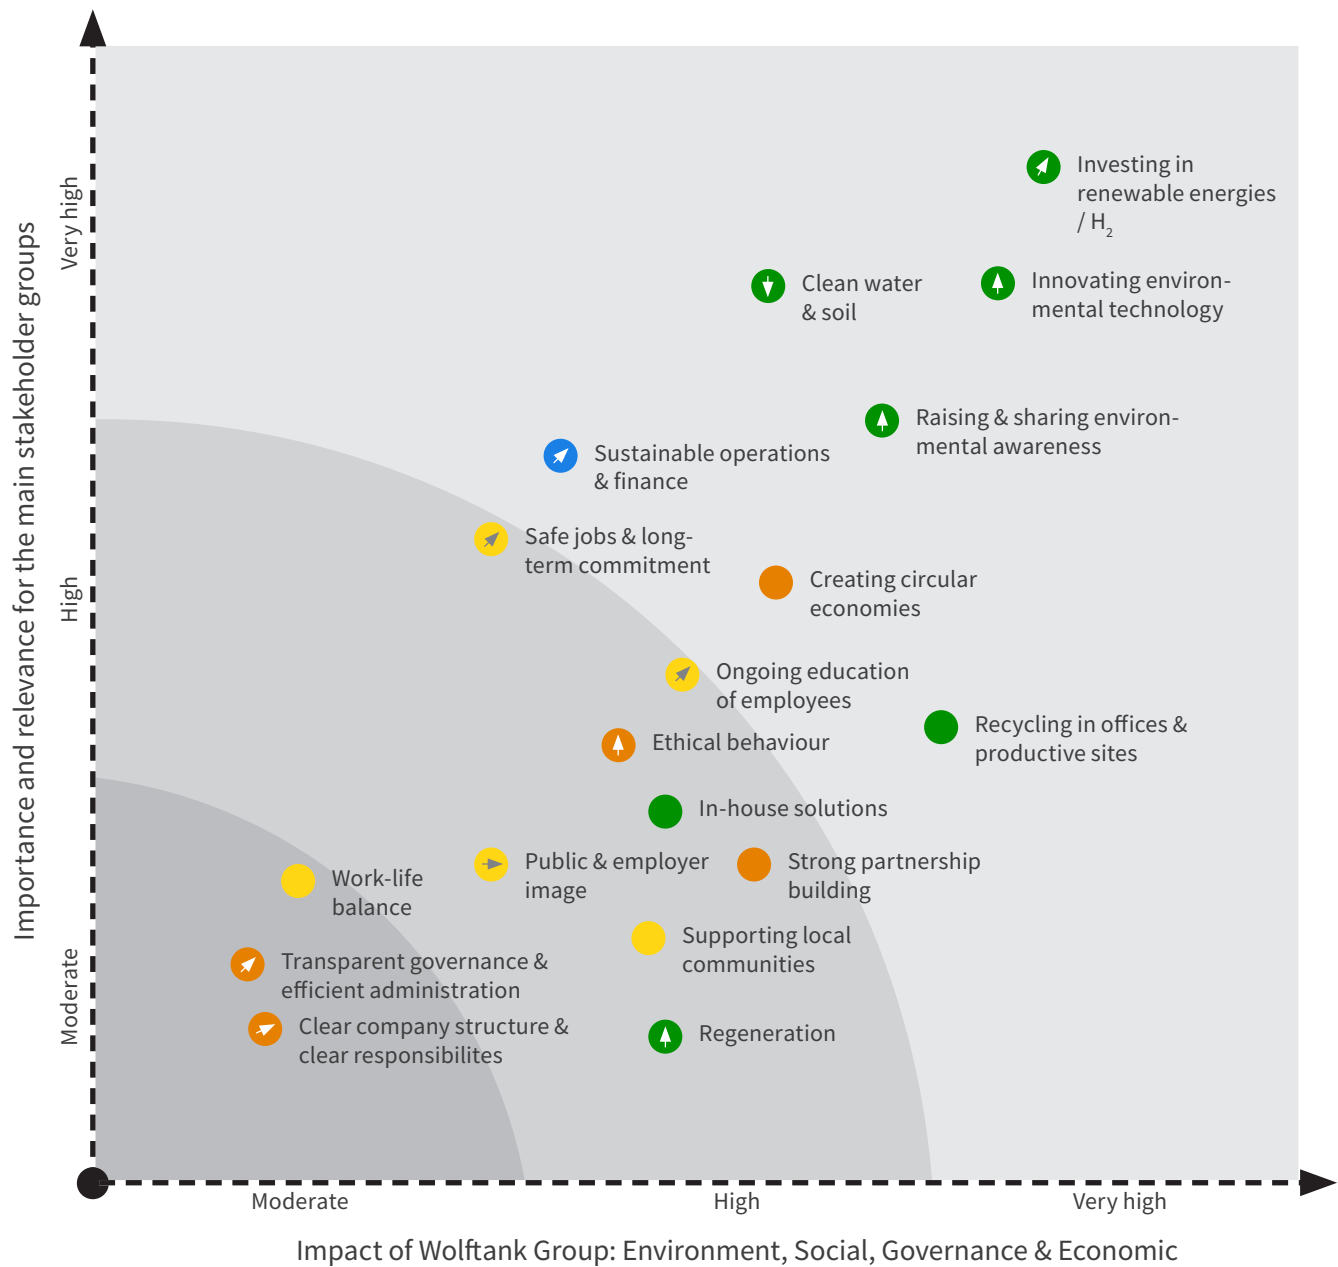 Importance and relevance for the main stakeholder groups
Very high
High
Moderate
Investing in
renewable energies
/ H₂
Clean water
& soil
Innovating environ-
mental technology
Raising & sharing environ-
mental awareness
Sustainable operations
& finance
Safe jobs & long-
term commitment
Creating circular
economies
Ongoing education
of employees
Recycling in offices &
productive sites
Ethical behaviour
In-house solutions
Public & employer
image
Strong partnership
building
Work-life
balance
Supporting local
communities
Transparent governance &
efficient administration
Clear company structure &
clear responsibilites
Regeneration
Moderate
High
Very high
Impact of Wolftank Group: Environment, Social, Governance & Economic